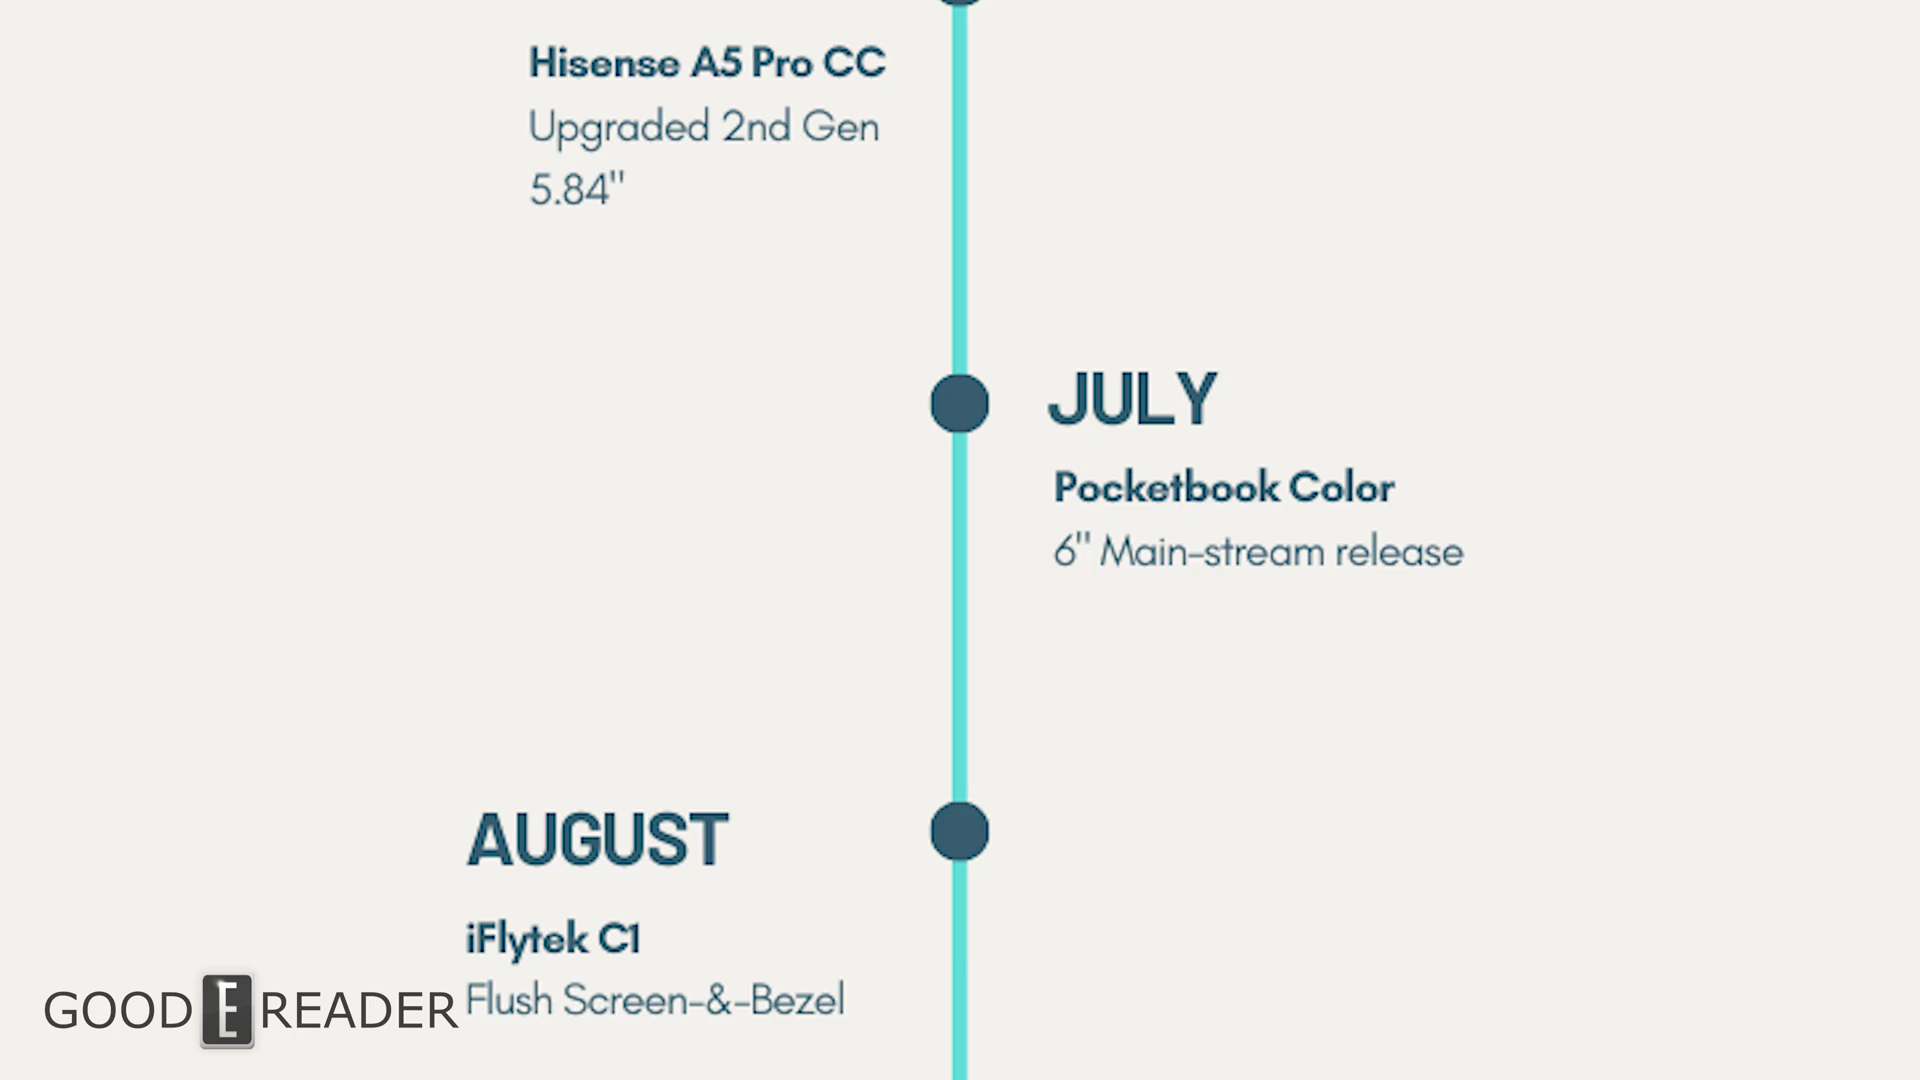 Hisense A5 Pro CC
Upgraded 2nd Gen
5.84"
JULY
Pocketbook Color
6" Main-stream release
AUGUST
iFlytek C1
Flush Screen-&-Bezel
GOOD E READER